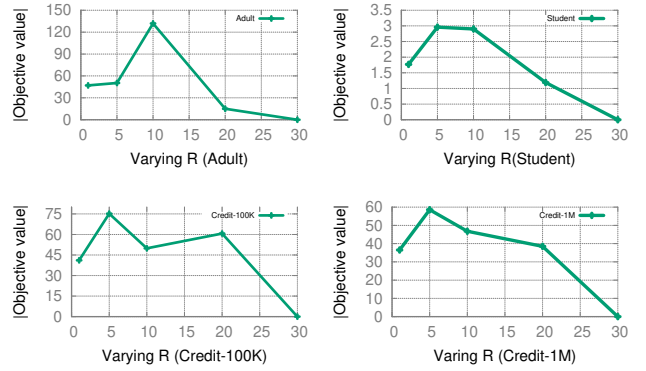 |Objective value|
150
120
90
60
30
0
0 5 10 15 20 25 30
Adult
Varying R (Adult)
|Objective value|
3.5
3
2.5
2
1.5
1
0.5
0
0 5 10 15 20 25 30
Student
Varying R(Student)
|Objective value|
75
60
45
30
15
0
0 5 10 15 20 25 30
Credit-100K
Varying R (Credit-100K)
|Objective value|
60
50
40
30
20
10
0
0 5 10 15 20 25 30
Credit-1M
Varing R (Credit-1M)